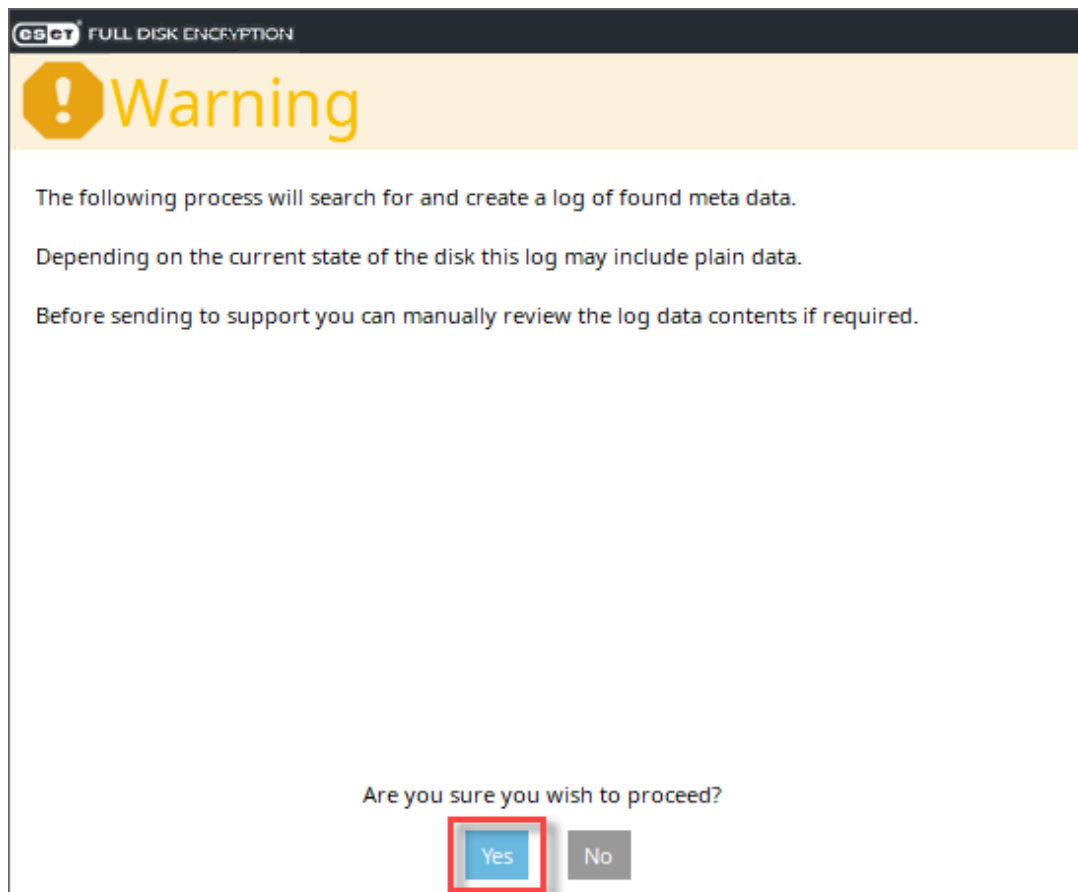 eset FULL DISK ENCRYPTION
Warning
The following process will search for and create a log of found meta data.
Depending on the current state of the disk this log may include plain data.
Before sending to support you can manually review the log data contents if required.
Are you sure you wish to proceed?
Yes No